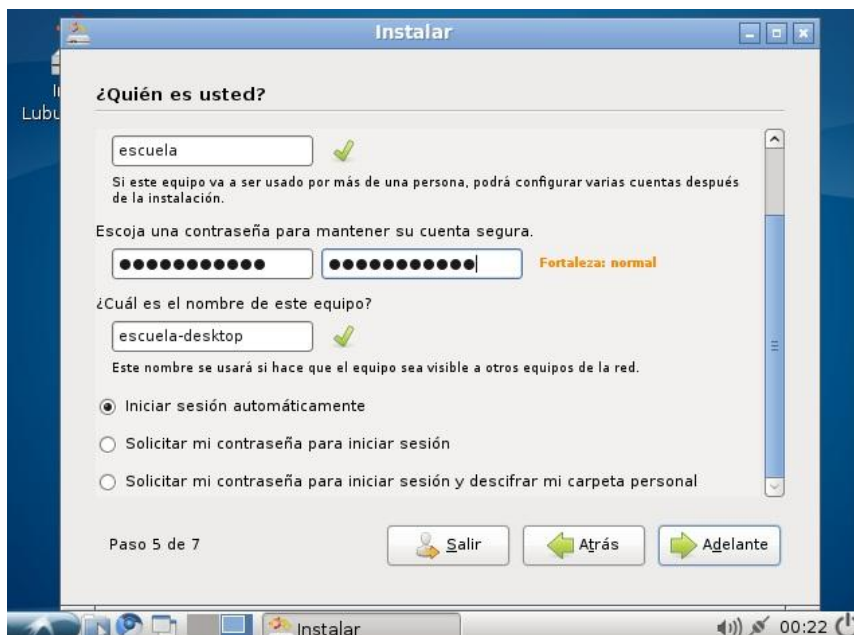 Instalar
Lubu
¿Quién es usted?
escuela
Si este equipo va a ser usado por más de una persona, podrá configurar varias cuentas después
de la instalación.
Escoja una contraseña para mantener su cuenta segura.
Fortaleza: normal
¿Cuál es el nombre de este equipo?
escuela-desktop
Este nombre se usará si hace que el equipo sea visible a otros equipos de la red.
Iniciar sesión automáticamente
Solicitar mi contraseña para iniciar sesión
Solicitar mi contraseña para iniciar sesión y descifrar mi carpeta personal
Paso 5 de 7 Salir Atrás Adelante
Instalar 00:22